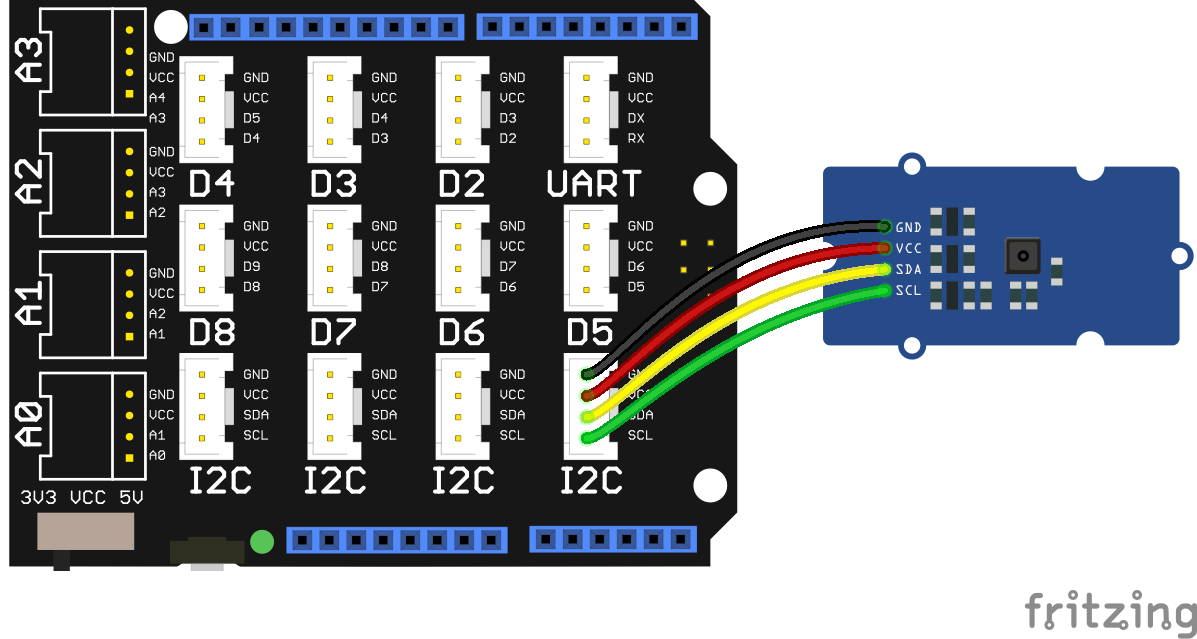 A3
GND
VCC
A4
A3
A2
GND
VCC
A3
A2
A1
GND
VCC
A2
A1
A0
GND
VCC
A1
A0
3V3 VCC 5V
GND
VCC
D5
D4
D4
GND
VCC
D4
D3
D3
GND
VCC
D3
D2
D2
GND
VCC
DX
RX
UART
GND
VCC
D9
D8
D8
GND
VCC
D8
D7
D7
GND
VCC
D7
D6
D6
GND
VCC
D6
D5
D5
GND
VCC
SDA
SCL
I2C
GND
VCC
SDA
SCL
I2C
GND
VCC
SDA
SCL
I2C
GND
VCC
SDA
SCL
I2C
GND
VCC
SDA
SCL
fritzing